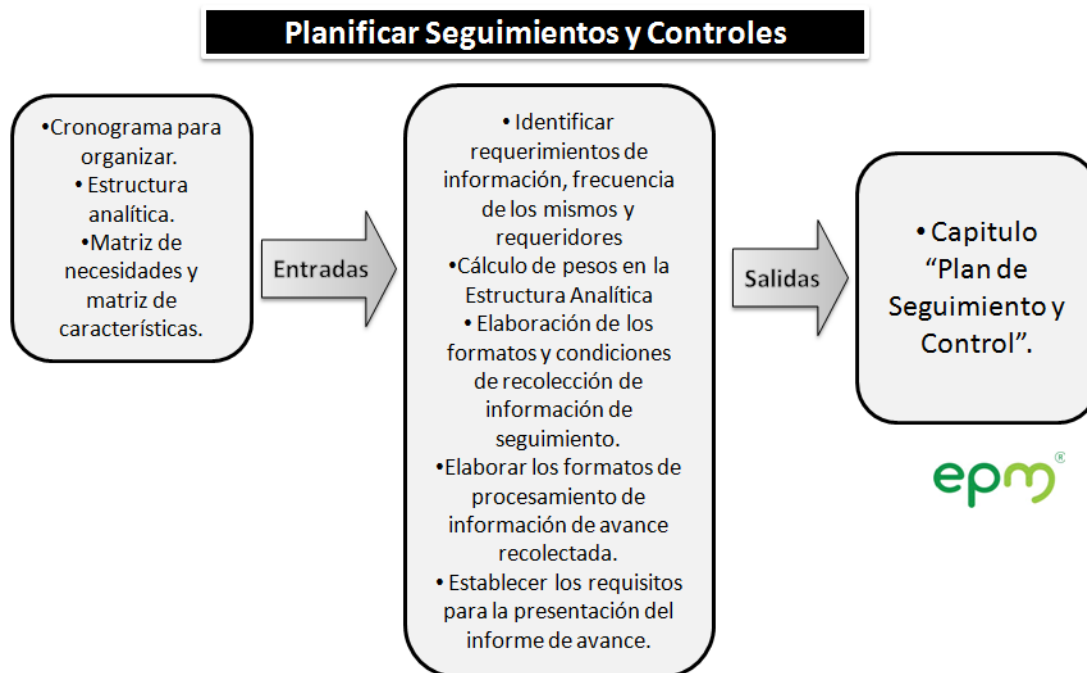 Planificar Seguimientos y Controles
•Cronograma para
organizar.
• Estructura
analítica.
• Matriz de
necesidades y
matriz de
características.
Entradas
• Identificar
requerimientos de
información, frecuencia
de los mismos y
requeridores
•Cálculo de pesos en la
Estructura Analítica
• Elaboración de los
formatos y condiciones
de recolección de
información de
seguimiento.
•Elaborar los formatos de
procesamiento de
información de avance
recolectada.
• Establecer los requisitos
para la presentación del
informe de avance.
Salidas
• Capitulo
“Plan de
Seguimiento y
Control”.
epm®